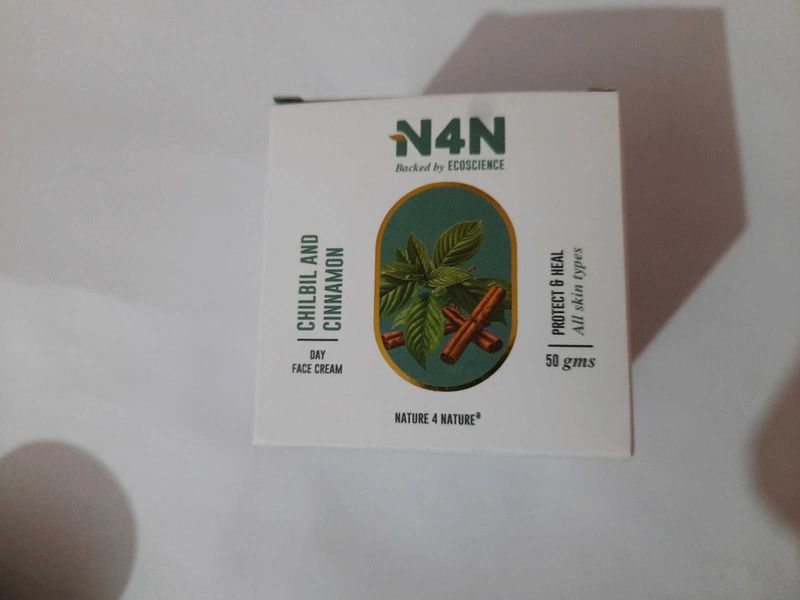 N4N
Backed by ECOSCIENCE
CHILBIL AND
CINNAMON
DAY
FACE CREAM
PROTECT & HEAL
All skin types
50 gms
NATURE 4 NATURE®